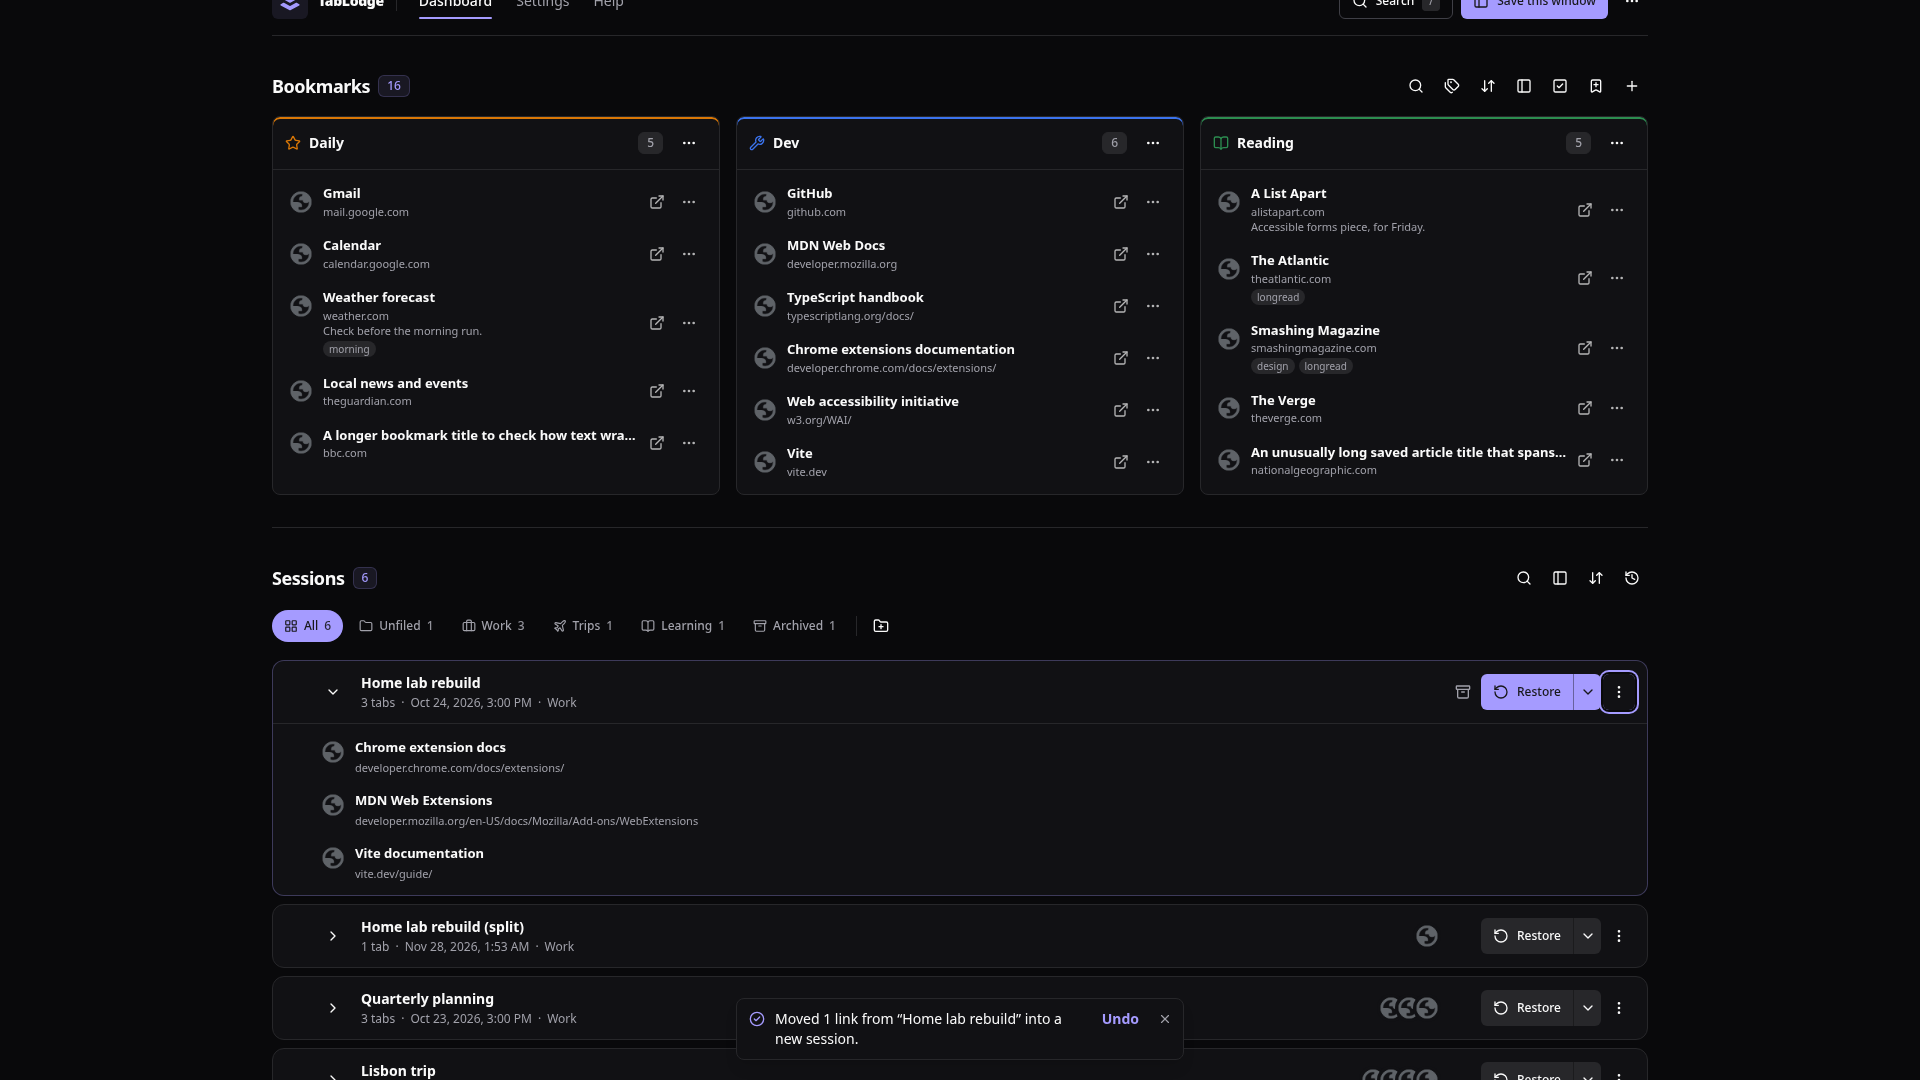 TabLodge
Dashboard
Settings
Help
Search /
Save this window
Bookmarks 16
Daily 5
Gmail
mail.google.com
Calendar
calendar.google.com
Weather forecast
weather.com
Check before the morning run.
morning
Local news and events
theguardian.com
A longer bookmark title to check how text wra...
bbc.com
Dev 6
GitHub
github.com
MDN Web Docs
developer.mozilla.org
TypeScript handbook
typescriptlang.org/docs/
Chrome extensions documentation
developer.chrome.com/docs/extensions/
Web accessibility initiative
w3.org/WAI/
Vite
vite.dev
Reading 5
A List Apart
alistapart.com
Accessible forms piece, for Friday.
The Atlantic
theatlantic.com
longread
Smashing Magazine
smashingmagazine.com
design longread
The Verge
theverge.com
An unusually long saved article title that spans...
nationalgeographic.com
Sessions 6
All 6
Unfiled 1
Work 3
Trips 1
Learning 1
Archived 1
Home lab rebuild
3 tabs · Oct 24, 2026, 3:00 PM · Work
Restore
Chrome extension docs
developer.chrome.com/docs/extensions/
MDN Web Extensions
developer.mozilla.org/en-US/docs/Mozilla/Add-ons/WebExtensions
Vite documentation
vite.dev/guide/
Home lab rebuild (split)
1 tab · Nov 28, 2026, 1:53 AM · Work
Restore
Quarterly planning
3 tabs · Oct 23, 2026, 3:00 PM · Work
Restore
Lisbon trip
Restore
Moved 1 link from “Home lab rebuild” into a
new session.
Undo